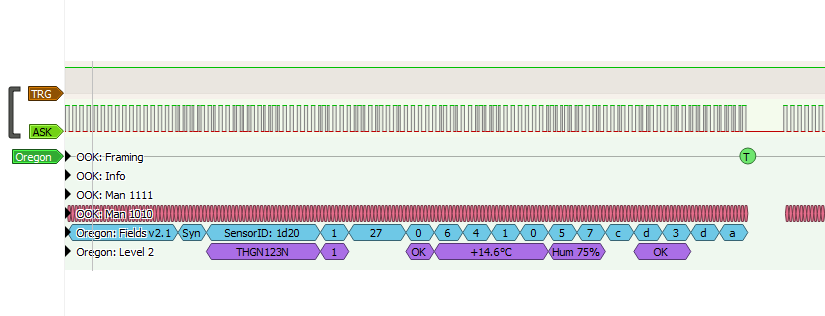 TRG
ASK
Oregon
T
OOK: Framing
OOK: Info
OOK: Man 1111
OOK: Man 1010
Oregon: Fields v2.1 Syn SensorID: 1d20 1 27 0 6 4 1 0 5 7 c d 3 d a
Oregon: Level 2 THGN123N 1 OK +14.6°C Hum 75% OK